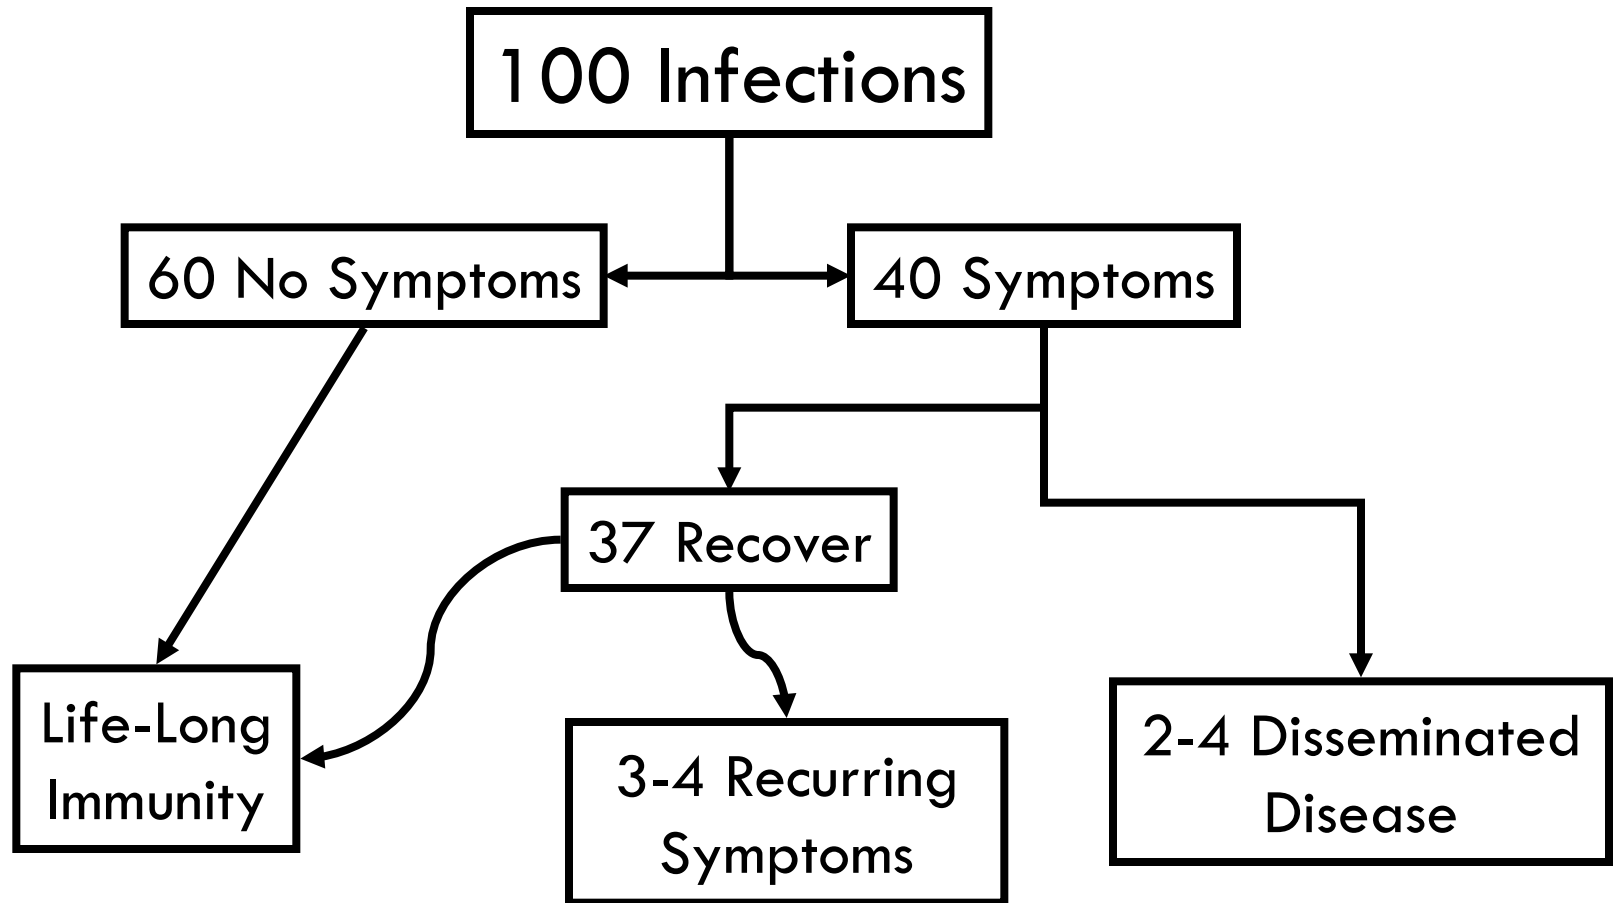 100 Infections
60 No Symptoms
40 Symptoms
37 Recover
Life-Long
Immunity
3-4 Recurring
Symptoms
2-4 Disseminated
Disease